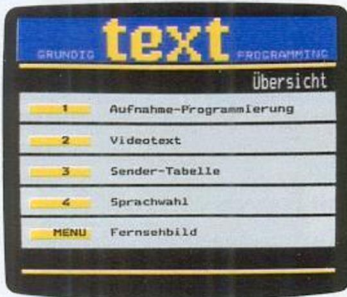 GRUNDIG text PROGRAMMING
Übersicht
1 Aufnahme-Programmierung
2 Videotext
3 Sender-Tabelle
4 Sprachwahl
MENU Fernsehbild